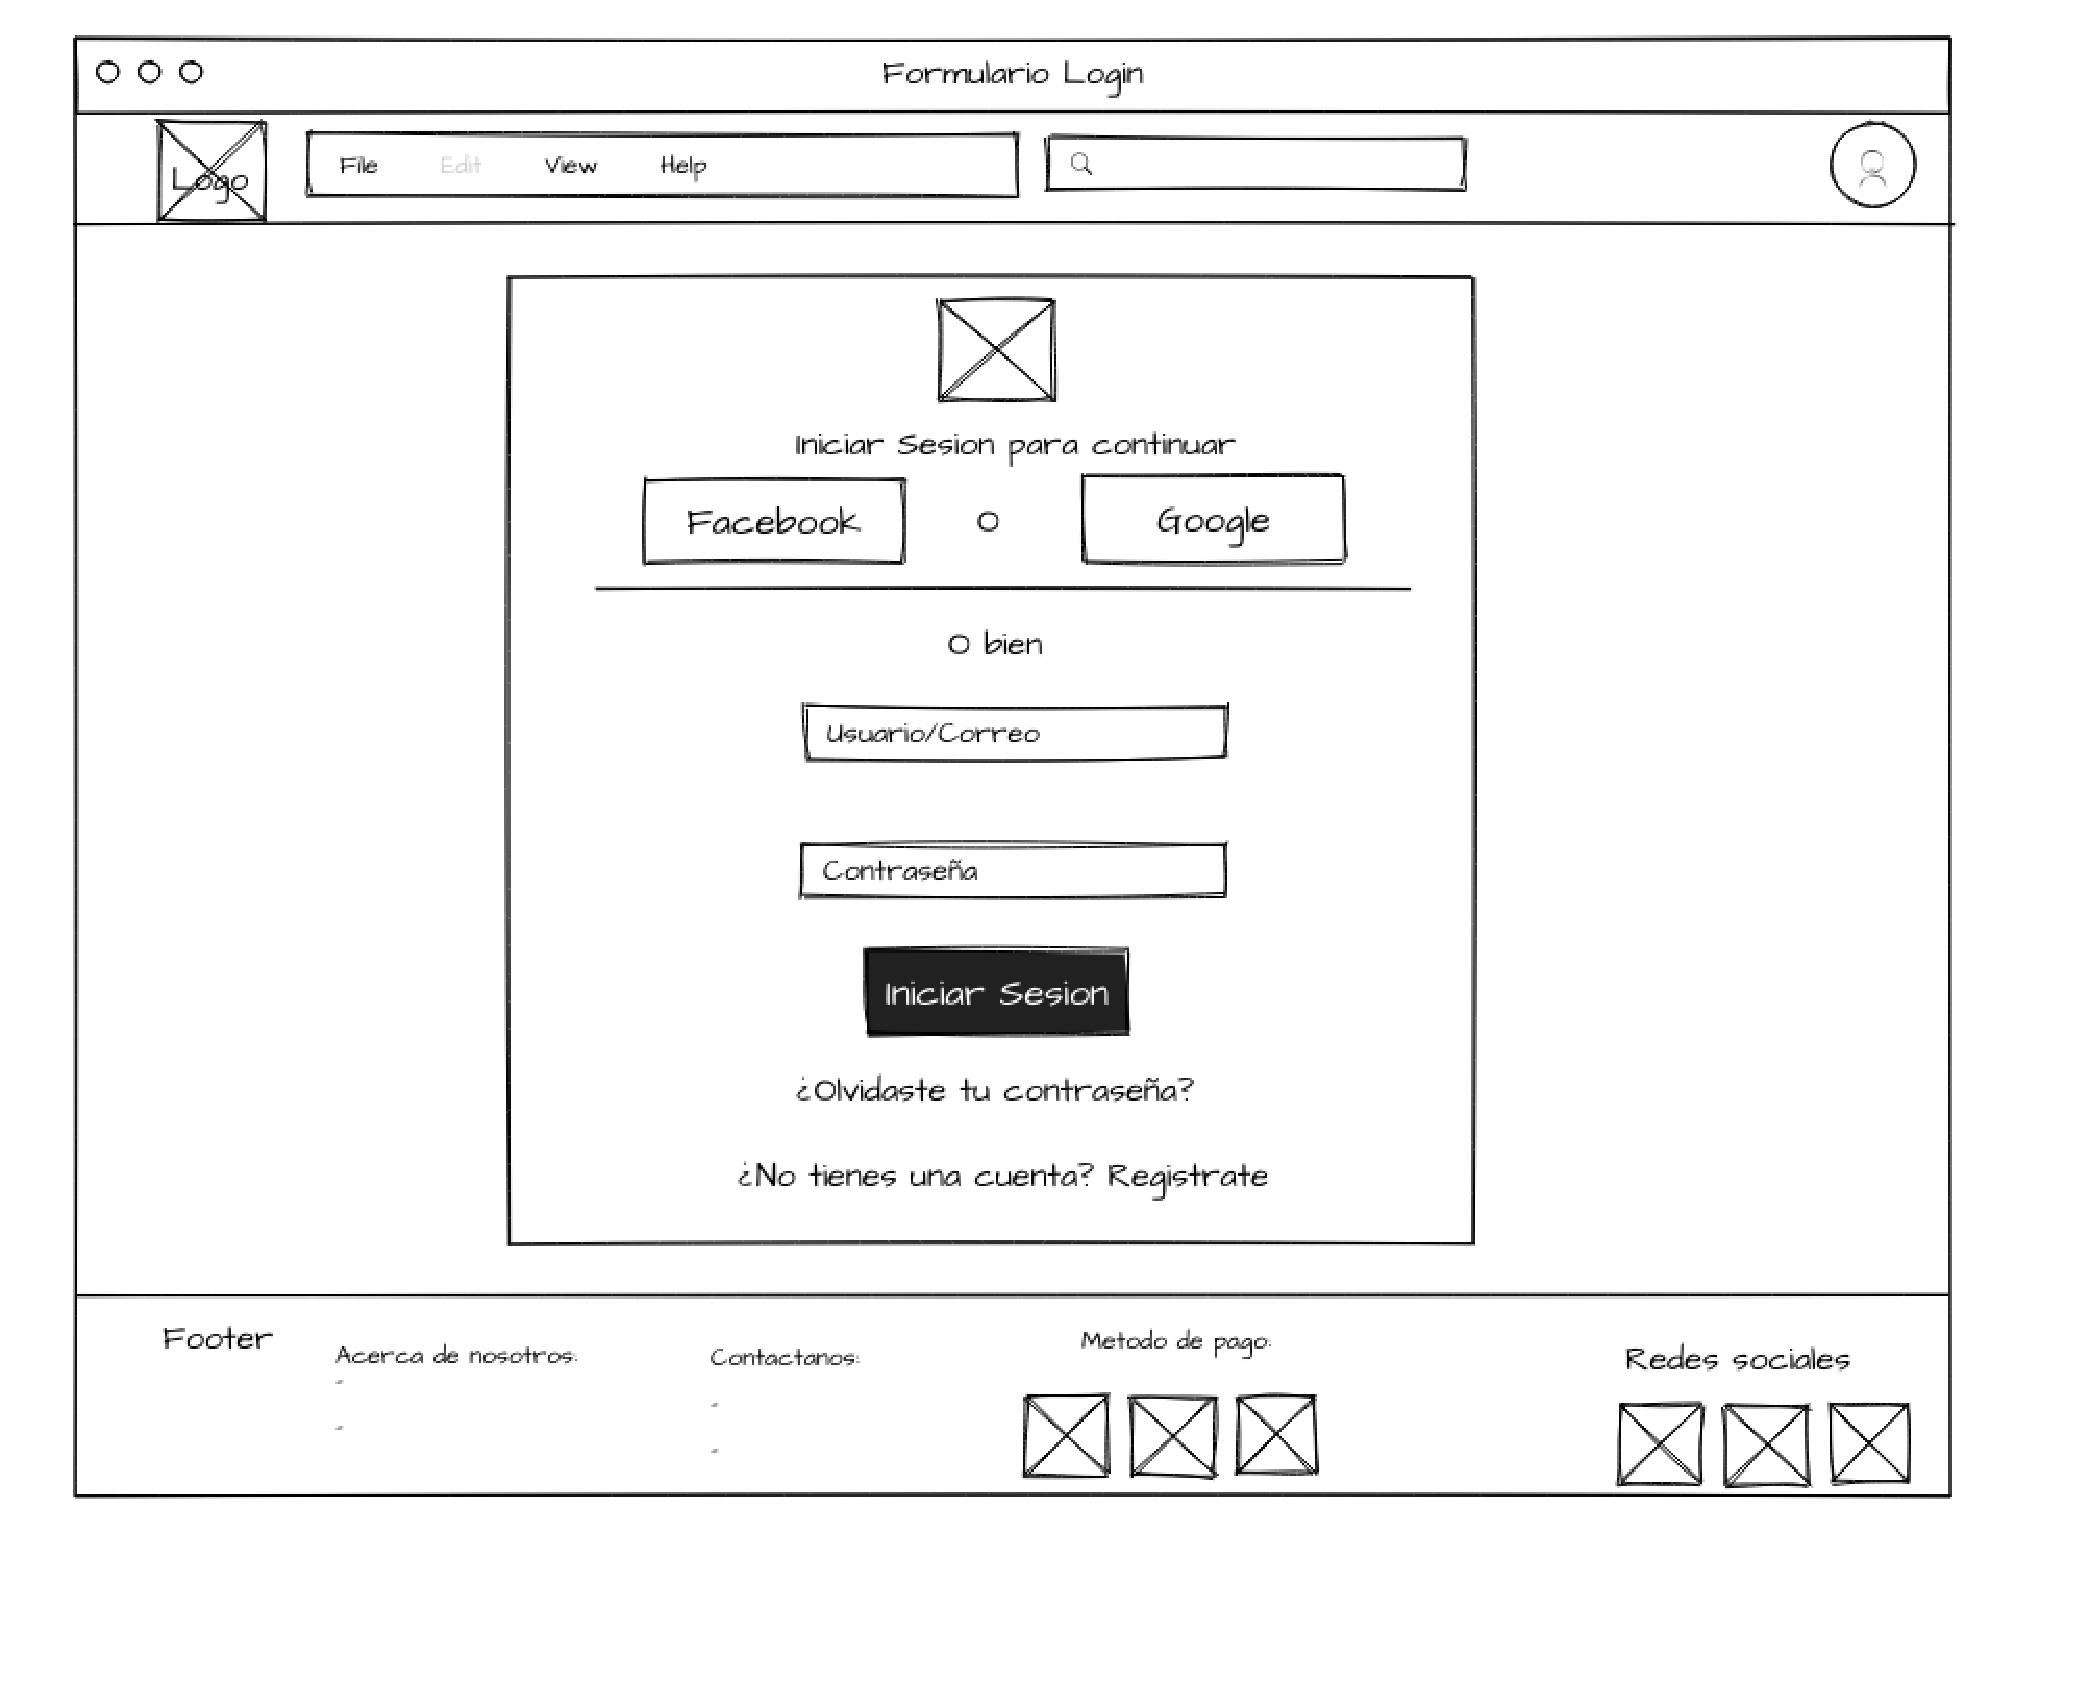 Formulario Login
Logo
File Edit View Help
Iniciar Sesion para continuar
Facebook O Google
O bien
Usuario/Correo
Contraseña
Iniciar Sesion
¿Olvidaste tu contraseña?
¿No tienes una cuenta? Registrate
Footer
Acerca de nosotros:
-
-
Contactanos:
-
-
Metodo de pago:
Redes sociales